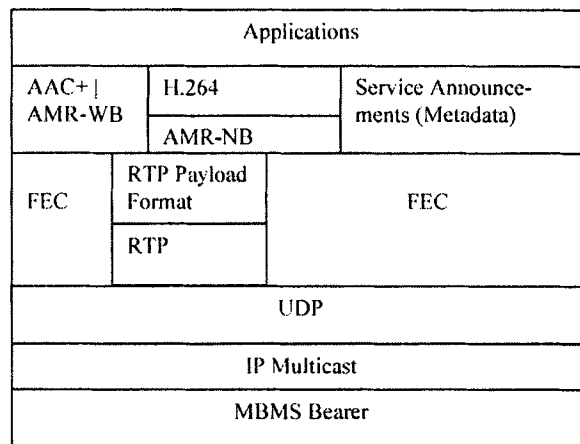 Applications
AAC+ |
AMR-WB
H.264
AMR-NB
Service Announce-
ments (Metadata)
FEC
RTP Payload
Format
RTP
FEC
UDP
IP Multicast
MBMS Bearer